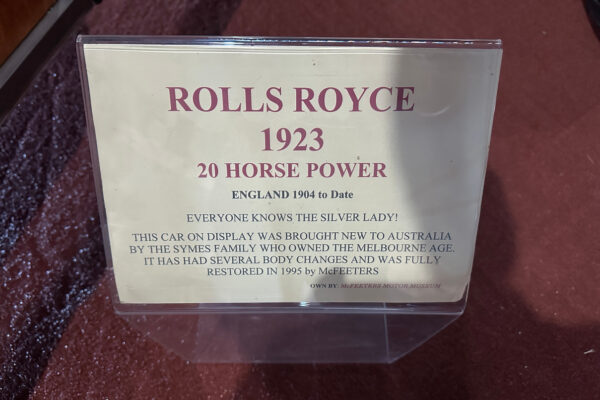 ROLLS ROYCE
1923
20 HORSE POWER
ENGLAND 1904 to Date
EVERYONE KNOWS THE SILVER LADY!
THIS CAR ON DISPLAY WAS BROUGHT NEW TO AUSTRALIA
BY THE SYMES FAMILY WHO OWNED THE MELBOURNE AGE.
IT HAS HAD SEVERAL BODY CHANGES AND WAS FULLY
RESTORED IN 1995 by McFEETERS
OWN BY: McFEETERS MOTOR MUSEUM